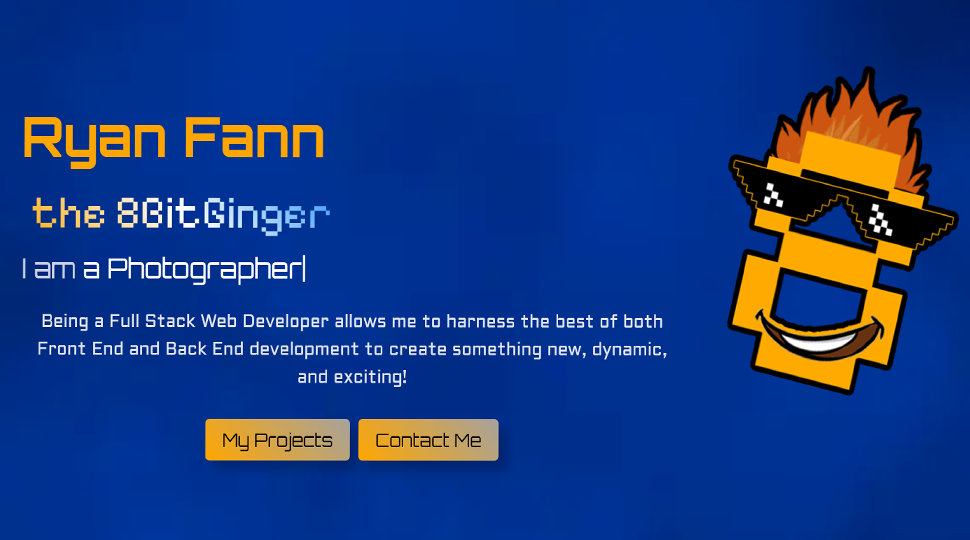 Ryan Fann
the 8BitGinger
I am a Photographer|
Being a Full Stack Web Developer allows me to harness the best of both
Front End and Back End development to create something new, dynamic,
and exciting!
My Projects
Contact Me